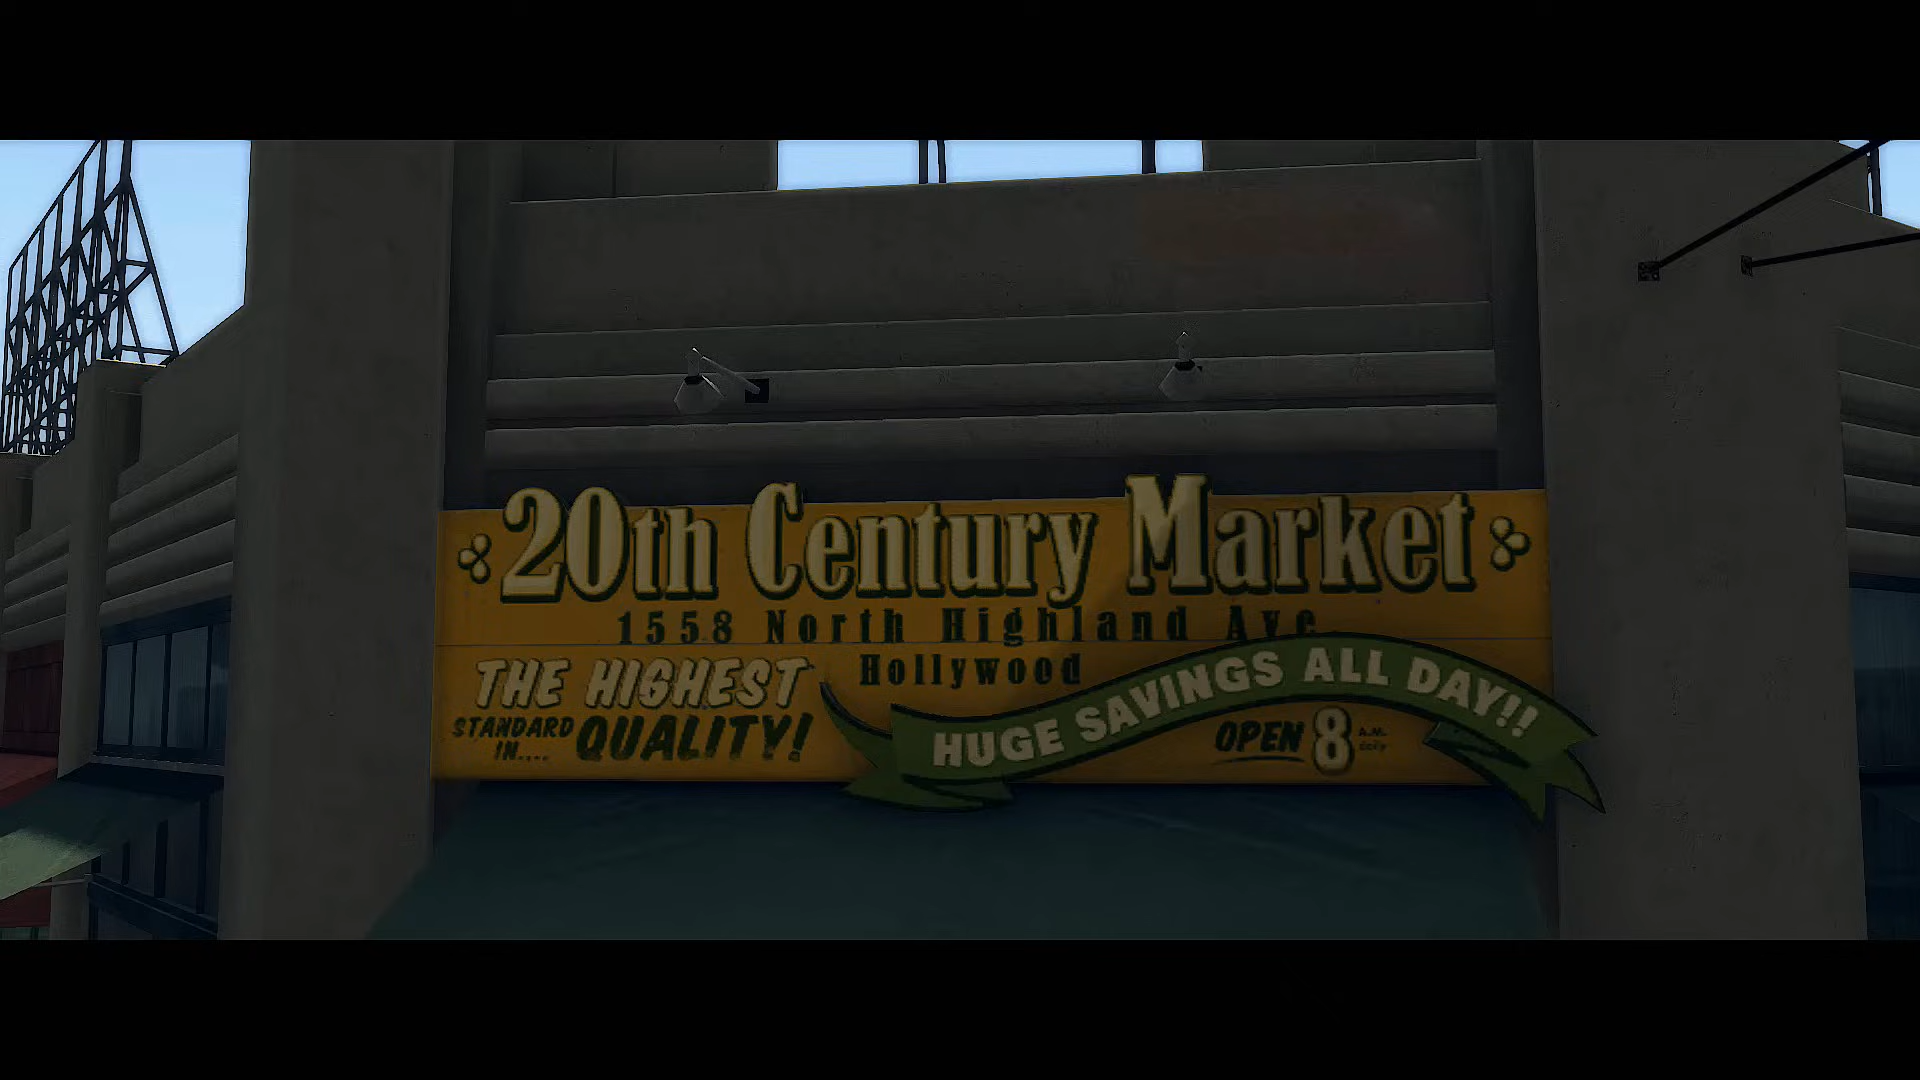 20th Century Market
1558 North Highland Ave
Hollywood
THE HIGHEST
STANDARD
IN....
QUALITY!
HUGE SAVINGS ALL DAY!!
OPEN 8 A.M.
daily